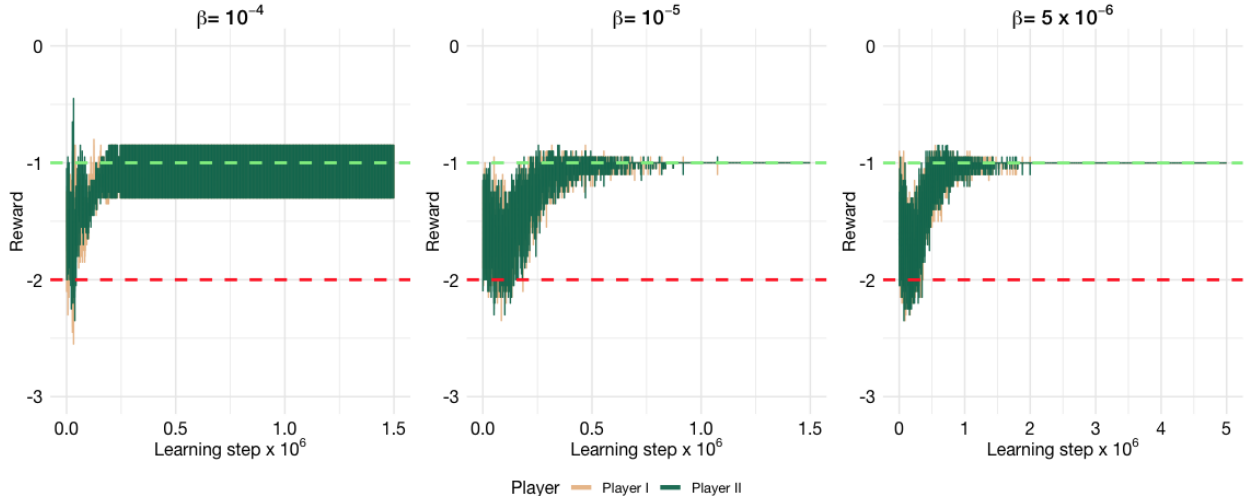 β= 10⁻⁴
0
-1
-2
-3
Reward
0.0 0.5 1.0 1.5
Learning step x 10⁶
β= 10⁻⁵
0
-1
-2
-3
Reward
0.0 0.5 1.0 1.5
Learning step x 10⁶
β= 5 x 10⁻⁶
0
-1
-2
-3
Reward
0 1 2 3 4 5
Learning step x 10⁶
Player Player I Player II